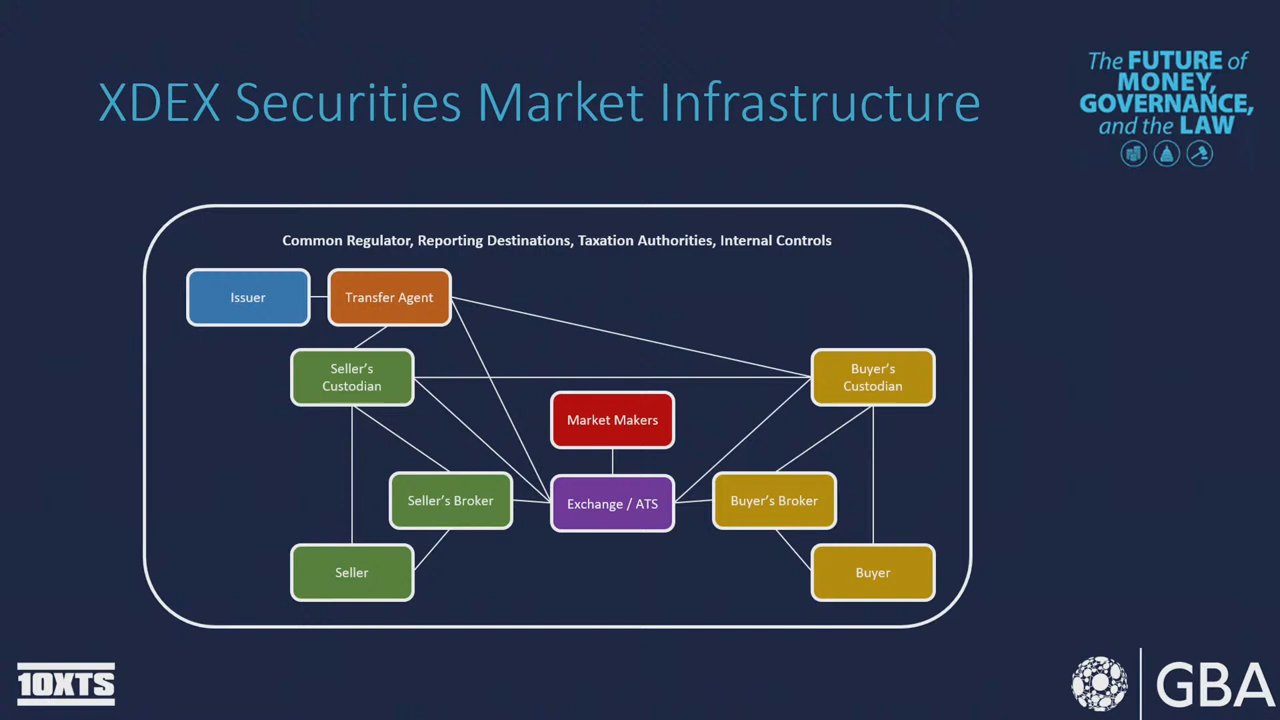 XDEX Securities Market Infrastructure
The FUTURE of
MONEY,
GOVERNANCE,
and the LAW
Common Regulator, Reporting Destinations, Taxation Authorities, Internal Controls
Issuer
Transfer Agent
Seller's
Custodian
Buyer's
Custodian
Market Makers
Seller's Broker
Exchange / ATS
Buyer's Broker
Seller
Buyer
10XTS
GBA